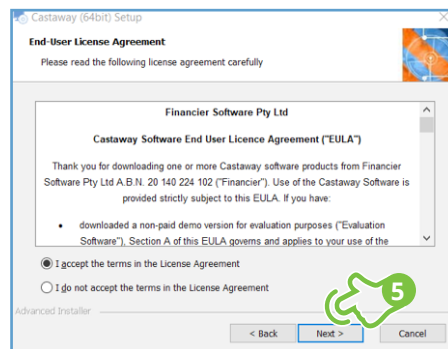 Castaway (64bit) Setup
End-User License Agreement
Please read the following license agreement carefully
Financier Software Pty Ltd
Castaway Software End User Licence Agreement ("EULA")
Thank you for downloading one or more Castaway software products from Financier
Software Pty Ltd A.B.N. 20 140 224 102 ("Financier"). Use of the Castaway Software is
provided strictly subject to this EULA. If you have:
• downloaded a non-paid demo version for evaluation purposes ("Evaluation
Software"), Section A of this EULA governs and applies to your use of the
I accept the terms in the License Agreement
I do not accept the terms in the License Agreement
5
Advanced Installer
< Back Next > Cancel